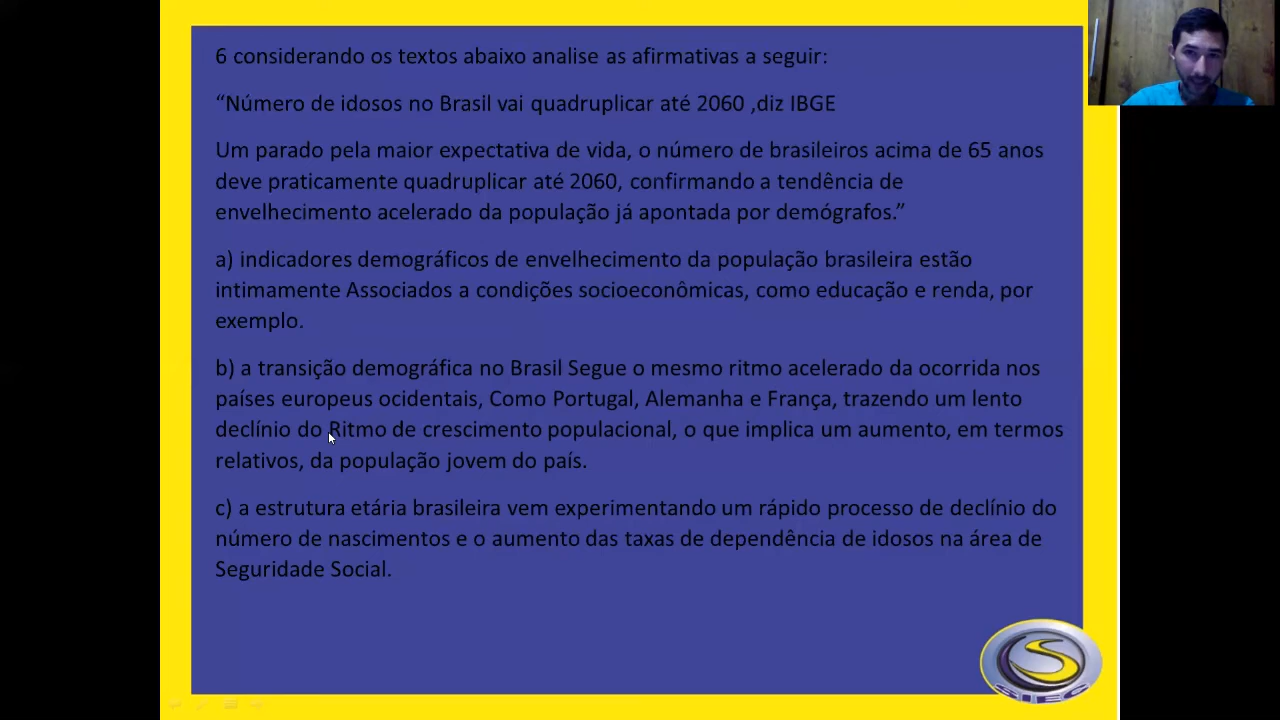 6 considerando os textos abaixo analise as afirmativas a seguir:
“Número de idosos no Brasil vai quadruplicar até 2060 ,diz IBGE
Um parado pela maior expectativa de vida, o número de brasileiros acima de 65 anos
deve praticamente quadruplicar até 2060, confirmando a tendência de
envelhecimento acelerado da população já apontada por demógrafos.”
a) indicadores demográficos de envelhecimento da população brasileira estão
intimamente Associados a condições socioeconômicas, como educação e renda, por
exemplo.
b) a transição demográfica no Brasil Segue o mesmo ritmo acelerado da ocorrida nos
países europeus ocidentais, Como Portugal, Alemanha e França, trazendo um lento
declínio do Ritmo de crescimento populacional, o que implica um aumento, em termos
relativos, da população jovem do país.
c) a estrutura etária brasileira vem experimentando um rápido processo de declínio do
número de nascimentos e o aumento das taxas de dependência de idosos na área de
Seguridade Social.